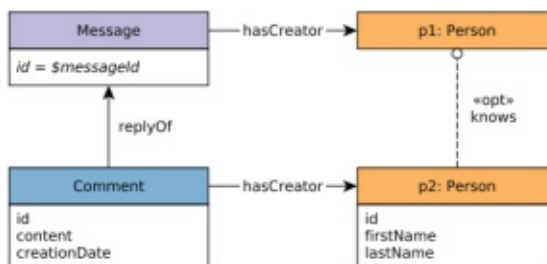 Message
hasCreator
p1: Person
id = $messageId
«opt»
knows
replyOf
Comment
hasCreator
p2: Person
id
content
creationDate
id
firstName
lastName